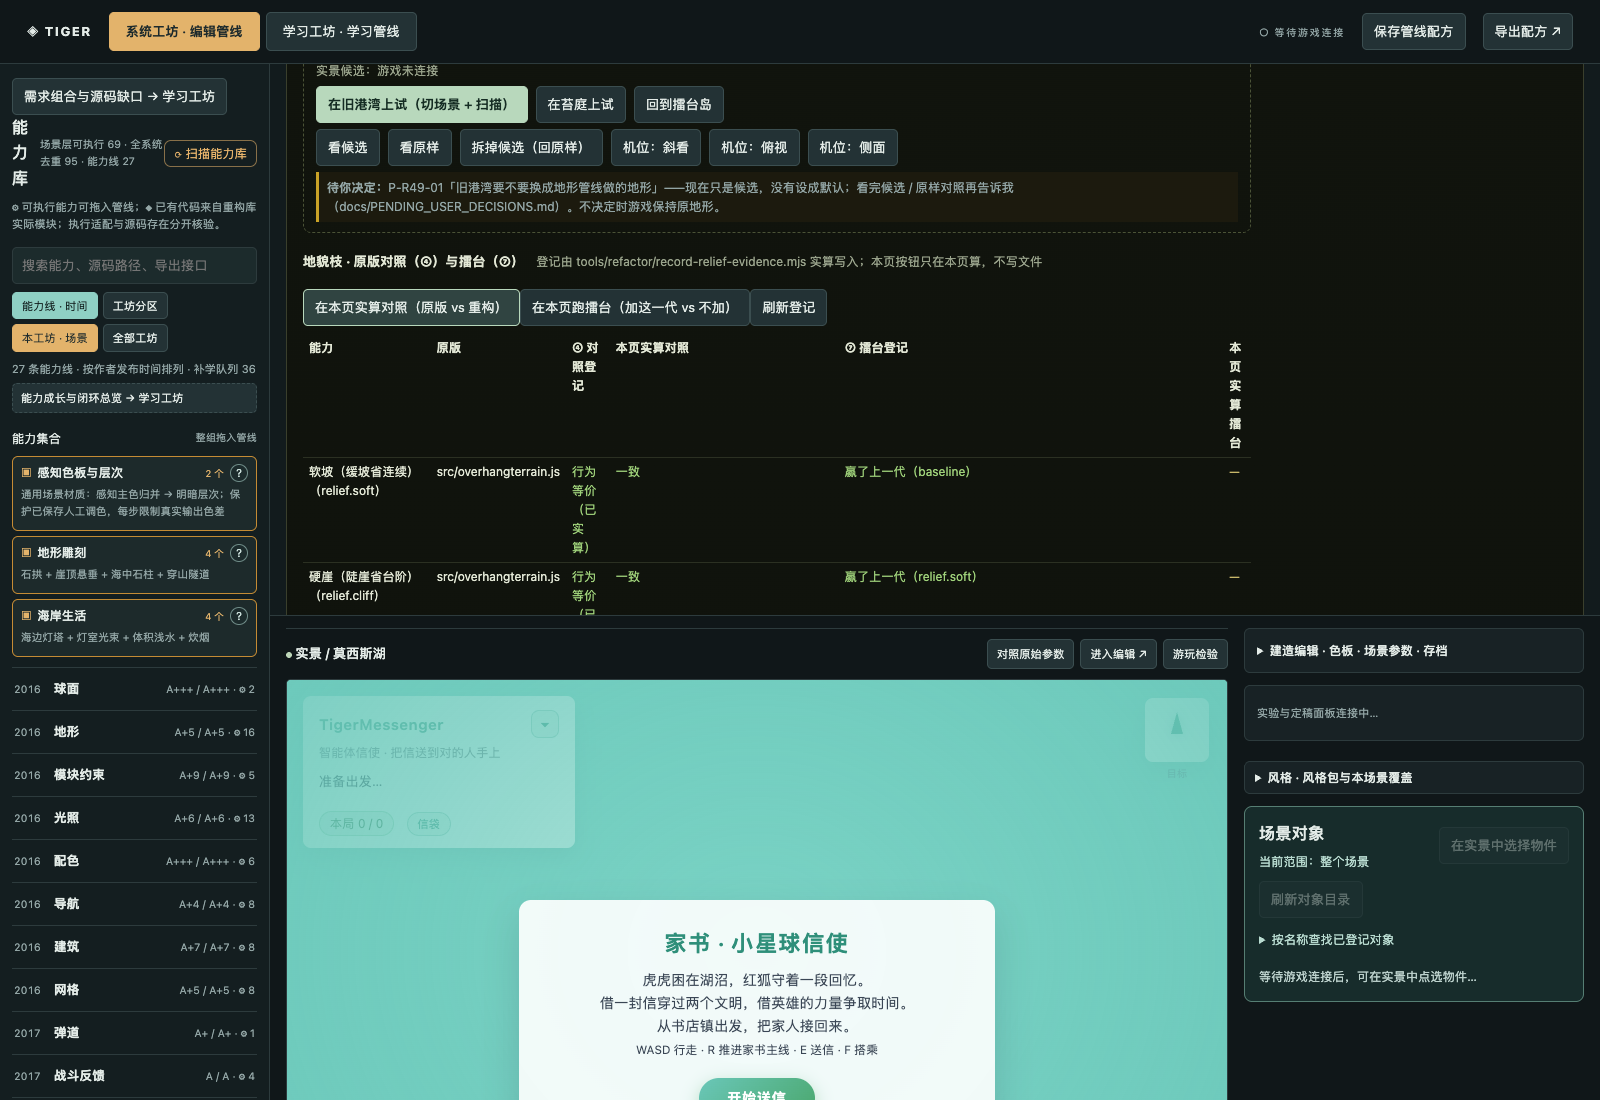 ◈ TIGER
系统工坊 · 编辑管线
学习工坊 · 学习管线
等待游戏连接
保存管线配方
导出配方 ↗
需求组合与源码缺口 → 学习工坊
能力库
场景层可执行 69 · 全系统去重 95 · 能力线 27
⟳ 扫描能力库
⚙ 可执行能力可拖入管线；◆ 已有代码来自重构库实际模块；执行适配与源码存在分开核验。
搜索能力、源码路径、导出接口
能力线 · 时间
工坊分区
本工坊 · 场景
全部工坊
27 条能力线 · 按作者发布时间排列 · 补学队列 36
能力成长与闭环总览 → 学习工坊
能力集合
整组拖入管线
▣ 感知色板与层次
2 个 ?
通用场景材质：感知主色归并 → 明暗层次；保护已保存人工调色，每步限制真实输出色差
▣ 地形雕刻
4 个 ?
石拱 + 崖顶悬垂 + 海中石柱 + 穿山隧道
▣ 海岸生活
4 个 ?
海边灯塔 + 灯室光束 + 体积浅水 + 炊烟
2016 球面 A+++ / A+++ · ⚙ 2
2016 地形 A+5 / A+5 · ⚙ 16
2016 模块约束 A+9 / A+9 · ⚙ 5
2016 光照 A+6 / A+6 · ⚙ 13
2016 配色 A+++ / A+++ · ⚙ 6
2016 导航 A+4 / A+4 · ⚙ 8
2016 建筑 A+7 / A+7 · ⚙ 8
2016 网格 A+5 / A+5 · ⚙ 8
2017 弹道 A+ / A+ · ⚙ 1
2017 战斗反馈 A / A · ⚙ 4
实景候选：游戏未连接
在旧港湾上试（切场景 + 扫描）
在苔庭上试
回到擂台岛
看候选
看原样
拆掉候选（回原样）
机位：斜看
机位：俯视
机位：侧面
待你决定：P-R49-01「旧港湾要不要换成地形管线做的地形」——现在只是候选，没有设成默认；看完候选 / 原样对照再告诉我
（docs/PENDING_USER_DECISIONS.md）。不决定时游戏保持原地形。
地貌枝 · 原版对照（④）与擂台（⑦）
登记由 tools/refactor/record-relief-evidence.mjs 实算写入；本页按钮只在本页算，不写文件
在本页实算对照（原版 vs 重构）
在本页跑擂台（加这一代 vs 不加）
刷新登记
能力
原版
④ 对照登记
本页实算对照
⑦ 擂台登记
本页实算擂台
软坡（缓坡省连续）（relief.soft）
src/overhangterrain.js
行为等价（已实算）
一致
赢了上一代（baseline）
—
硬崖（陡崖省台阶）（relief.cliff）
src/overhangterrain.js
行为等价（已
一致
赢了上一代（relief.soft）
—
实景 / 莫西斯湖
对照原始参数
进入编辑 ↗
游玩检验
TigerMessenger
智能体信使 · 把信送到对的人手上
准备出发…
本局 0 / 0
信袋
家书 · 小星球信使
虎虎困在湖沼，红狐守着一段回忆。
借一封信穿过两个文明，借英雄的力量争取时间。
从书店镇出发，把家人接回来。
WASD 行走 · R 推进家书主线 · E 送信 · F 搭乘
开始送信
▶ 建造编辑 · 色板 · 场景参数 · 存档
实验与定稿面板连接中…
▶ 风格 · 风格包与本场景覆盖
场景对象
当前范围：整个场景
在实景中选择物件
刷新对象目录
▶ 按名称查找已登记对象
等待游戏连接后，可在实景中点选物件…